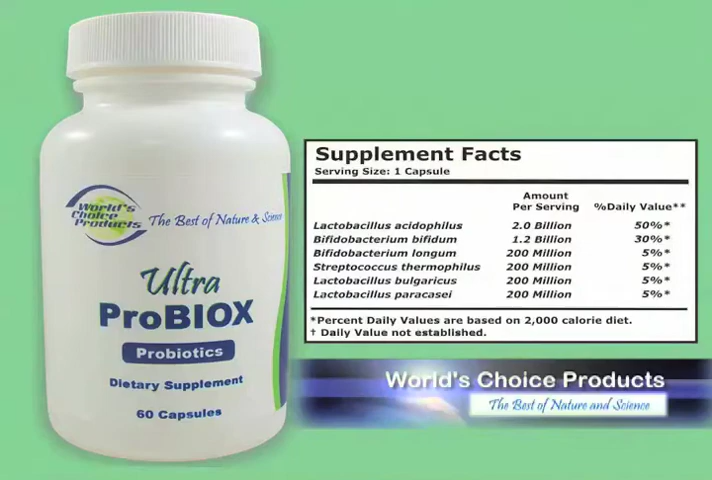 World's
Choice
Products
The Best of Nature & Science
Ultra
ProBIOX
Probiotics
Dietary Supplement
60 Capsules
Supplement Facts
Serving Size: 1 Capsule
Amount
Per Serving %Daily Value**
Lactobacillus acidophilus 2.0 Billion 50%*
Bifidobacterium bifidum 1.2 Billion 30%*
Bifidobacterium longum 200 Million 5%*
Streptococcus thermophilus 200 Million 5%*
Lactobacillus bulgaricus 200 Million 5%*
Lactobacillus paracasei 200 Million 5%*
*Percent Daily Values are based on 2,000 calorie diet.
† Daily Value not established.
World's Choice Products
The Best of Nature and Science